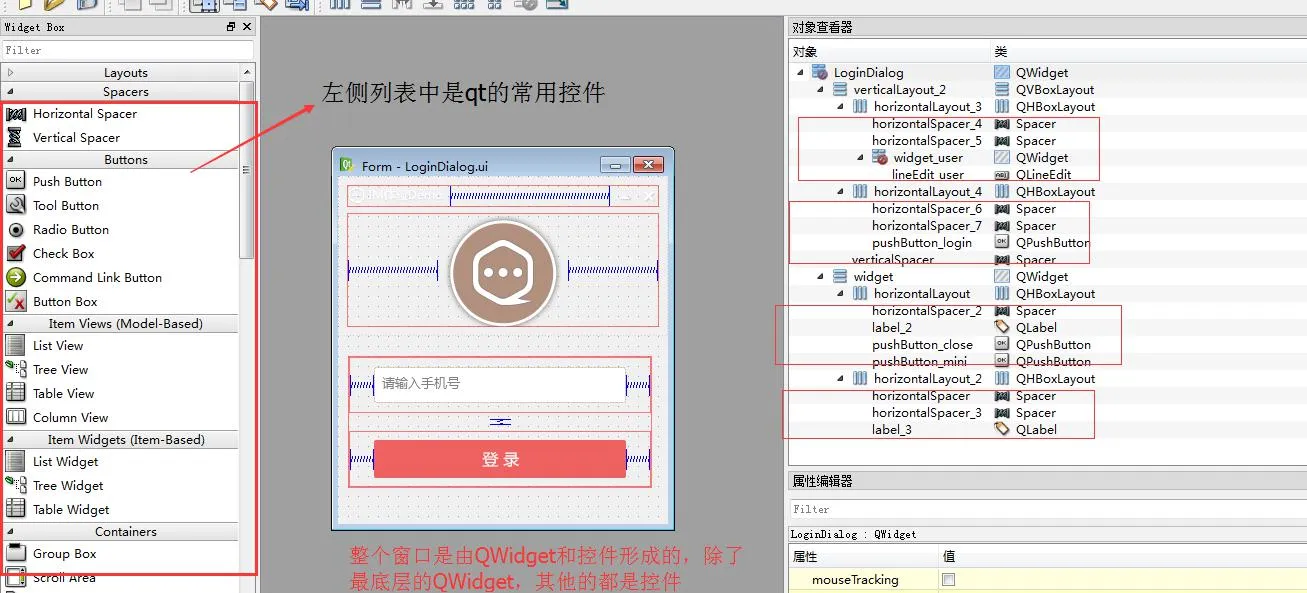 Widget Box
Filter
Layouts
Spacers
Horizontal Spacer
Vertical Spacer
Buttons
Push Button
Tool Button
Radio Button
Check Box
Command Link Button
Button Box
Item Views (Model-Based)
List View
Tree View
Table View
Column View
Item Widgets (Item-Based)
List Widget
Tree Widget
Table Widget
Containers
Group Box
Scroll Area
左侧列表中是qt的常用控件
Form - LoginDialog.ui
请输入手机号
登录
整个窗口是由QWidget和控件形成的，除了
最底层的QWidget，其他的都是控件
对象查看器
对象 类
LoginDialog QWidget
verticalLayout_2 QVBoxLayout
horizontalLayout_3 QHBoxLayout
horizontalSpacer_4 Spacer
horizontalSpacer_5 Spacer
widget_user QWidget
lineEdit_user QLineEdit
horizontalLayout_4 QHBoxLayout
horizontalSpacer_6 Spacer
horizontalSpacer_7 Spacer
pushButton_login QPushButton
verticalSpacer Spacer
widget QWidget
horizontalLayout QHBoxLayout
horizontalSpacer_2 Spacer
label_2 QLabel
pushButton_close QPushButton
pushButton_mini QPushButton
horizontalLayout_2 QHBoxLayout
horizontalSpacer Spacer
horizontalSpacer_3 Spacer
label_3 QLabel
属性编辑器
Filter
LoginDialog : QWidget
属性 值
mouseTracking